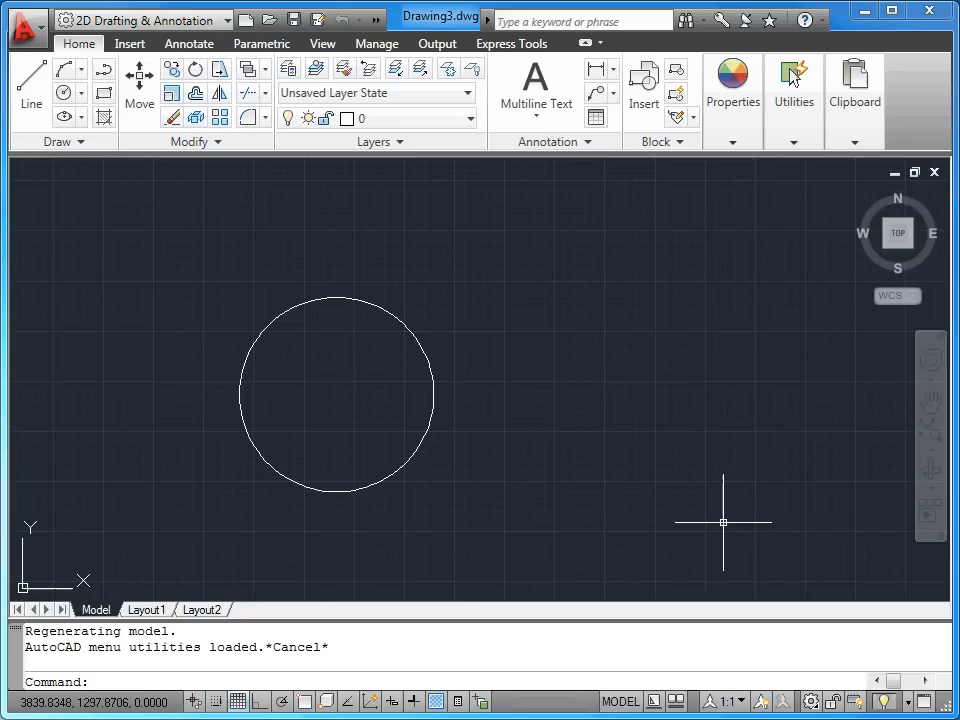 2D Drafting & Annotation
Drawing3.dwg
Type a keyword or phrase
Home Insert Annotate Parametric View Manage Output Express Tools
Line
Move
Unsaved Layer State
0
Multiline Text
Insert
Properties
Utilities
Clipboard
Draw
Modify
Layers
Annotation
Block
N
W TOP E
S
WCS
Y
X
Model Layout1 Layout2
Regenerating model.
AutoCAD menu utilities loaded.*Cancel*
Command:
3839.8348, 1297.8706, 0.0000
MODEL
1:1